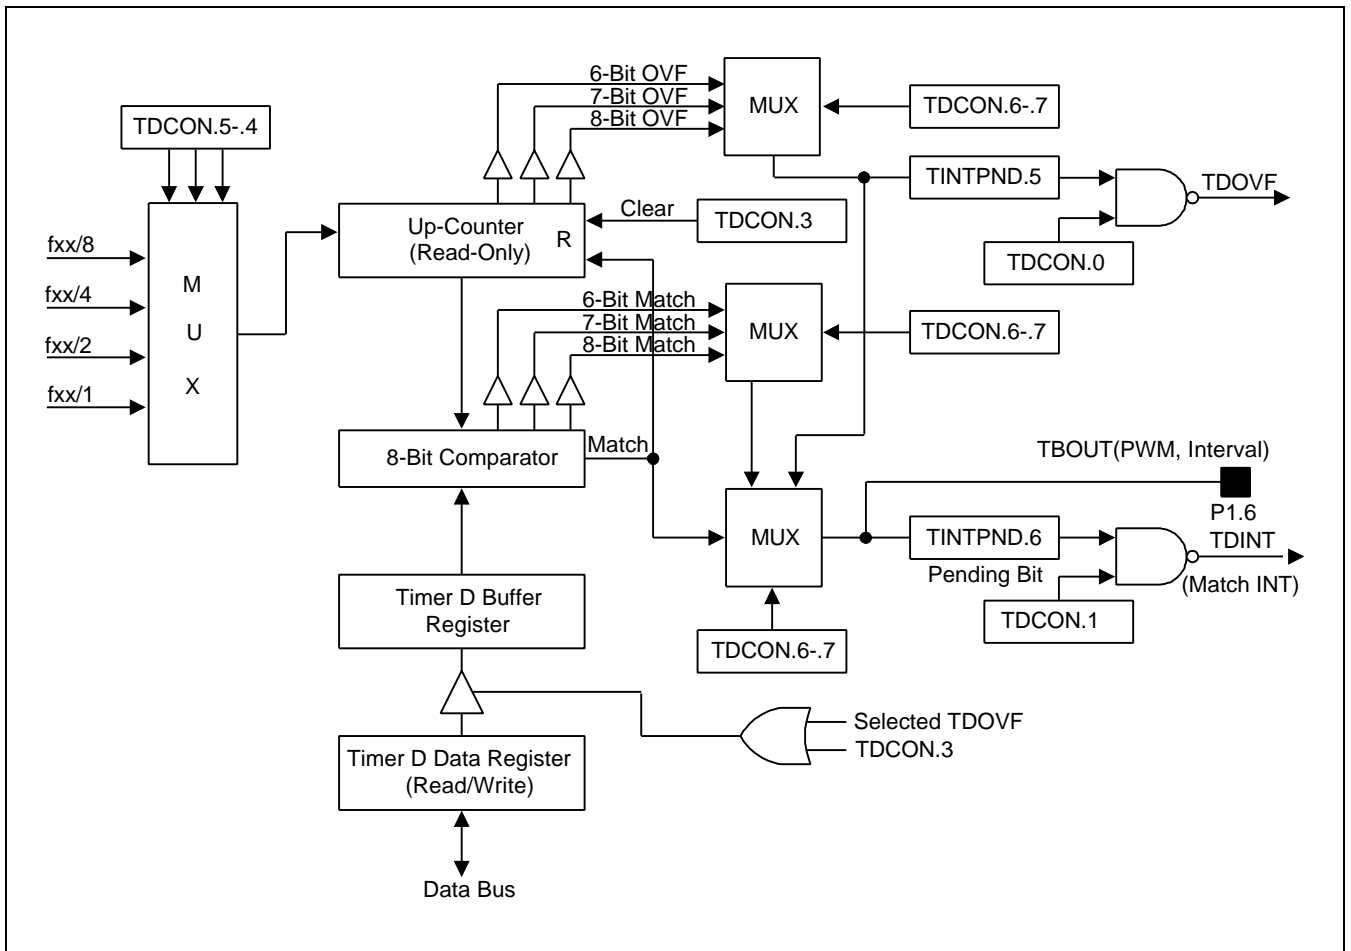 6-Bit OVF
7-Bit OVF
8-Bit OVF
MUX
TDCON.6-.7
TDCON.5-.4
TINTPND.5
TDOVF
TDCON.0
Clear
TDCON.3
Up-Counter
(Read-Only)
R
fxx/8
fxx/4
fxx/2
fxx/1
M
U
X
6-Bit Match
7-Bit Match
8-Bit Match
MUX
TDCON.6-.7
8-Bit Comparator
Match
TBOUT(PWM, Interval)
P1.6
MUX
TINTPND.6
Pending Bit
TDINT
(Match INT)
TDCON.1
TDCON.6-.7
Timer D Buffer
Register
Selected TDOVF
TDCON.3
Timer D Data Register
(Read/Write)
Data Bus